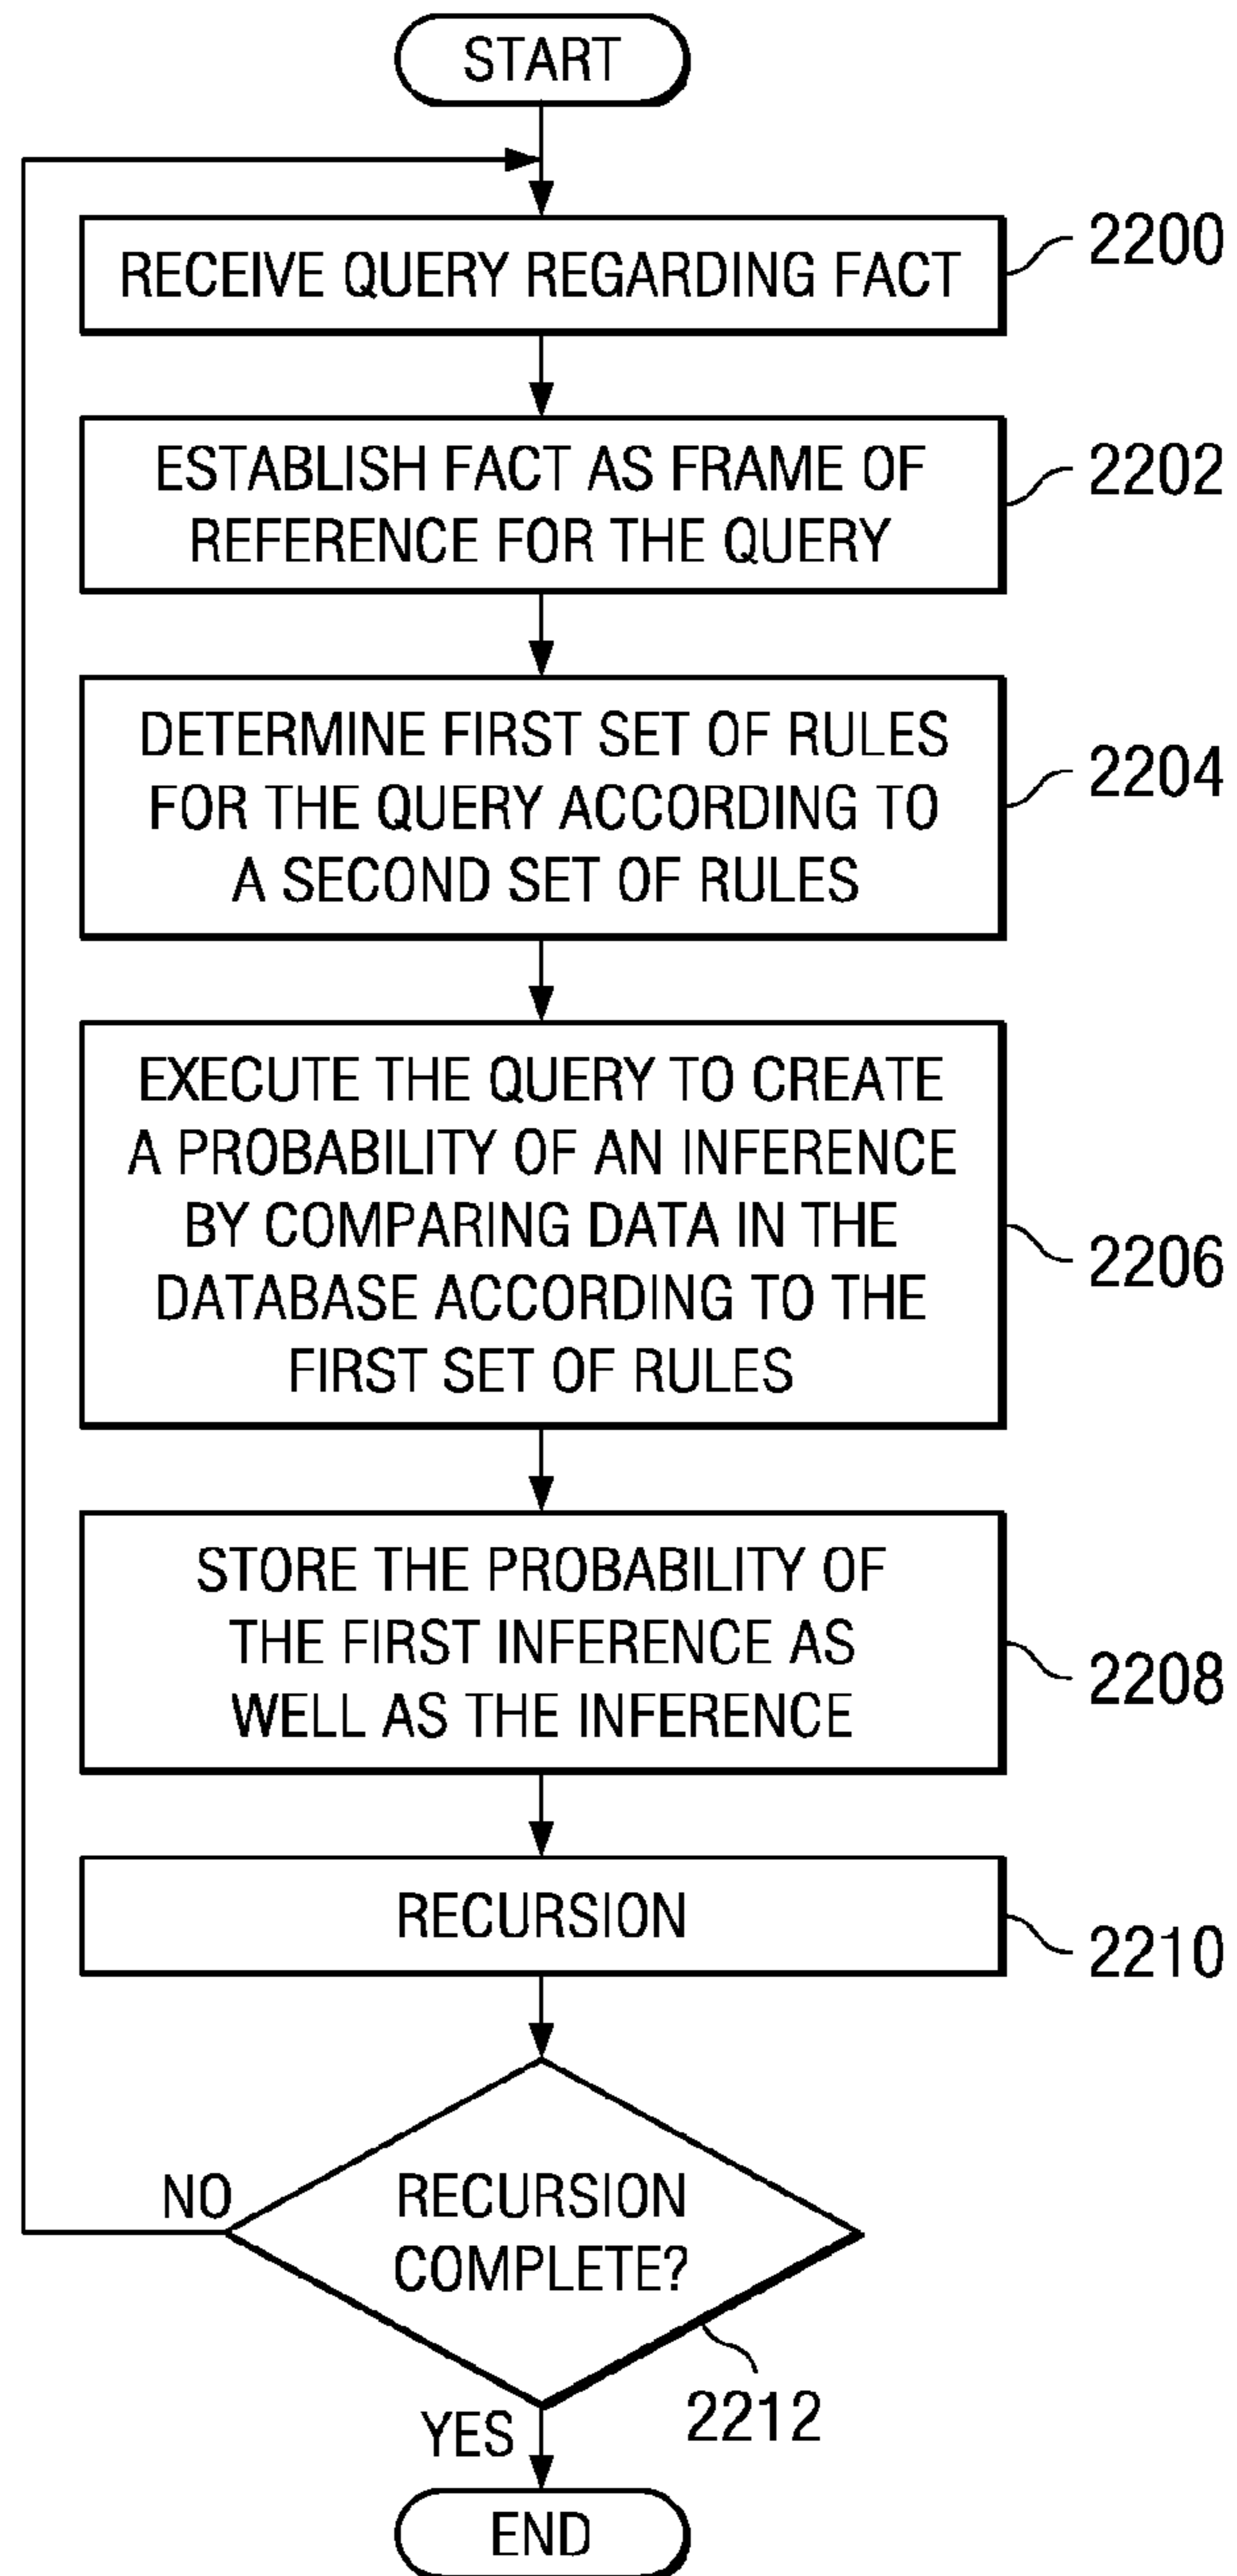 START
RECEIVE QUERY REGARDING FACT
2200
ESTABLISH FACT AS FRAME OF
REFERENCE FOR THE QUERY
2202
DETERMINE FIRST SET OF RULES
FOR THE QUERY ACCORDING TO
A SECOND SET OF RULES
2204
EXECUTE THE QUERY TO CREATE
A PROBABILITY OF AN INFERENCE
BY COMPARING DATA IN THE
DATABASE ACCORDING TO THE
FIRST SET OF RULES
2206
STORE THE PROBABILITY OF
THE FIRST INFERENCE AS
WELL AS THE INFERENCE
2208
RECURSION
2210
NO
RECURSION
COMPLETE?
2212
YES
END